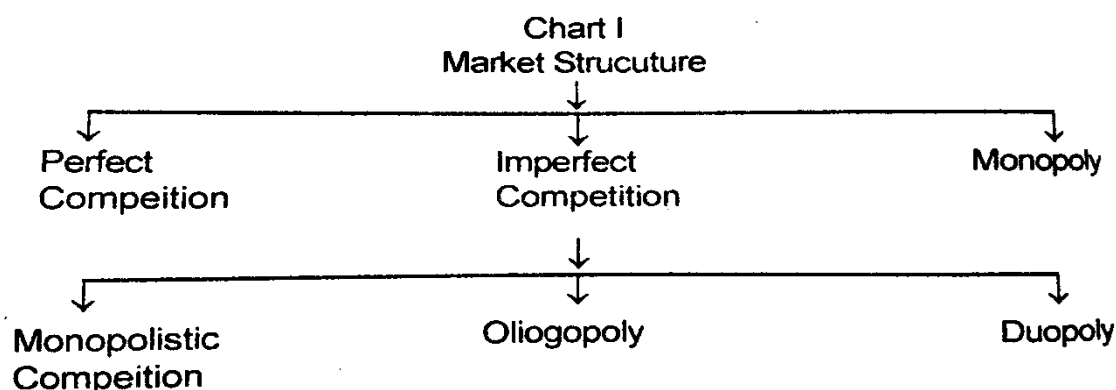 Chart I
Market Strucuture
Perfect
Compeition
Imperfect
Competition
Monopoly
Monopolistic
Compeition
Oliogopoly
Duopoly